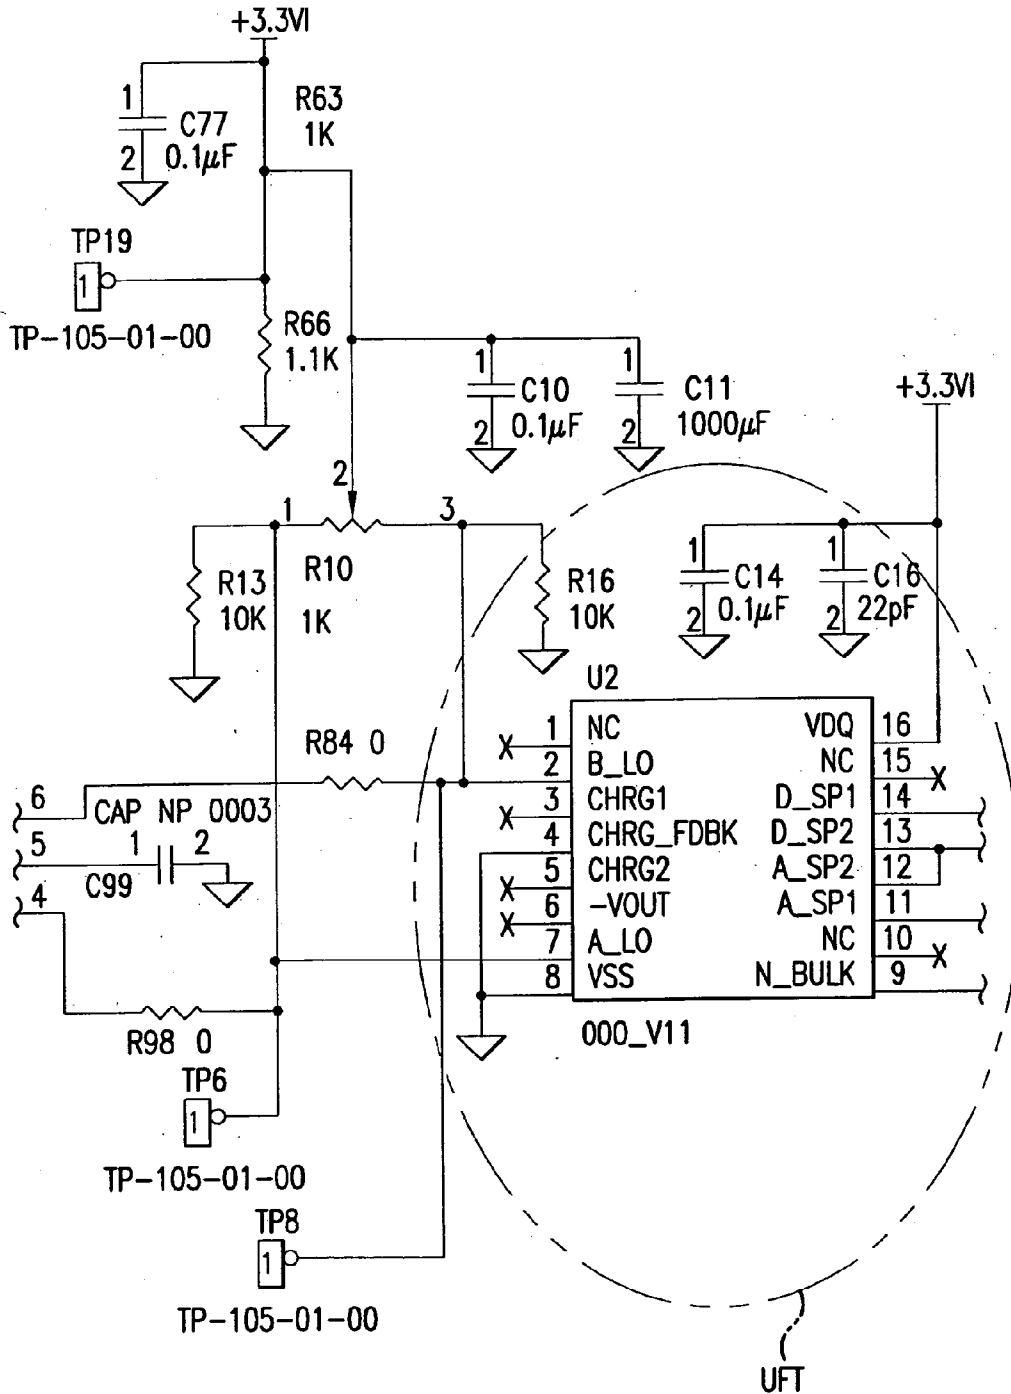 +3.3VI
1
R63
C77
1K
2
0.1µF
TP19
1
TP-105-01-00
R66
1.1K
1
C10
2
0.1µF
1
C11
2
1000µF
+3.3VI
2
1
3
R13
10K
R10
1K
R16
10K
1
C14
2
0.1µF
1
C16
2
22pF
U2
1 NC
2 B_LO
3 CHRG1
4 CHRG_FDBK
5 CHRG2
6 -VOUT
7 A_LO
8 VSS
VDQ 16
NC 15
D_SP1 14
D_SP2 13
A_SP2 12
A_SP1 11
NC 10
N_BULK 9
000_V11
R84 0
6
CAP NP 0003
5
1
2
C99
4
R98 0
TP6
1
TP-105-01-00
TP8
1
TP-105-01-00
UFT